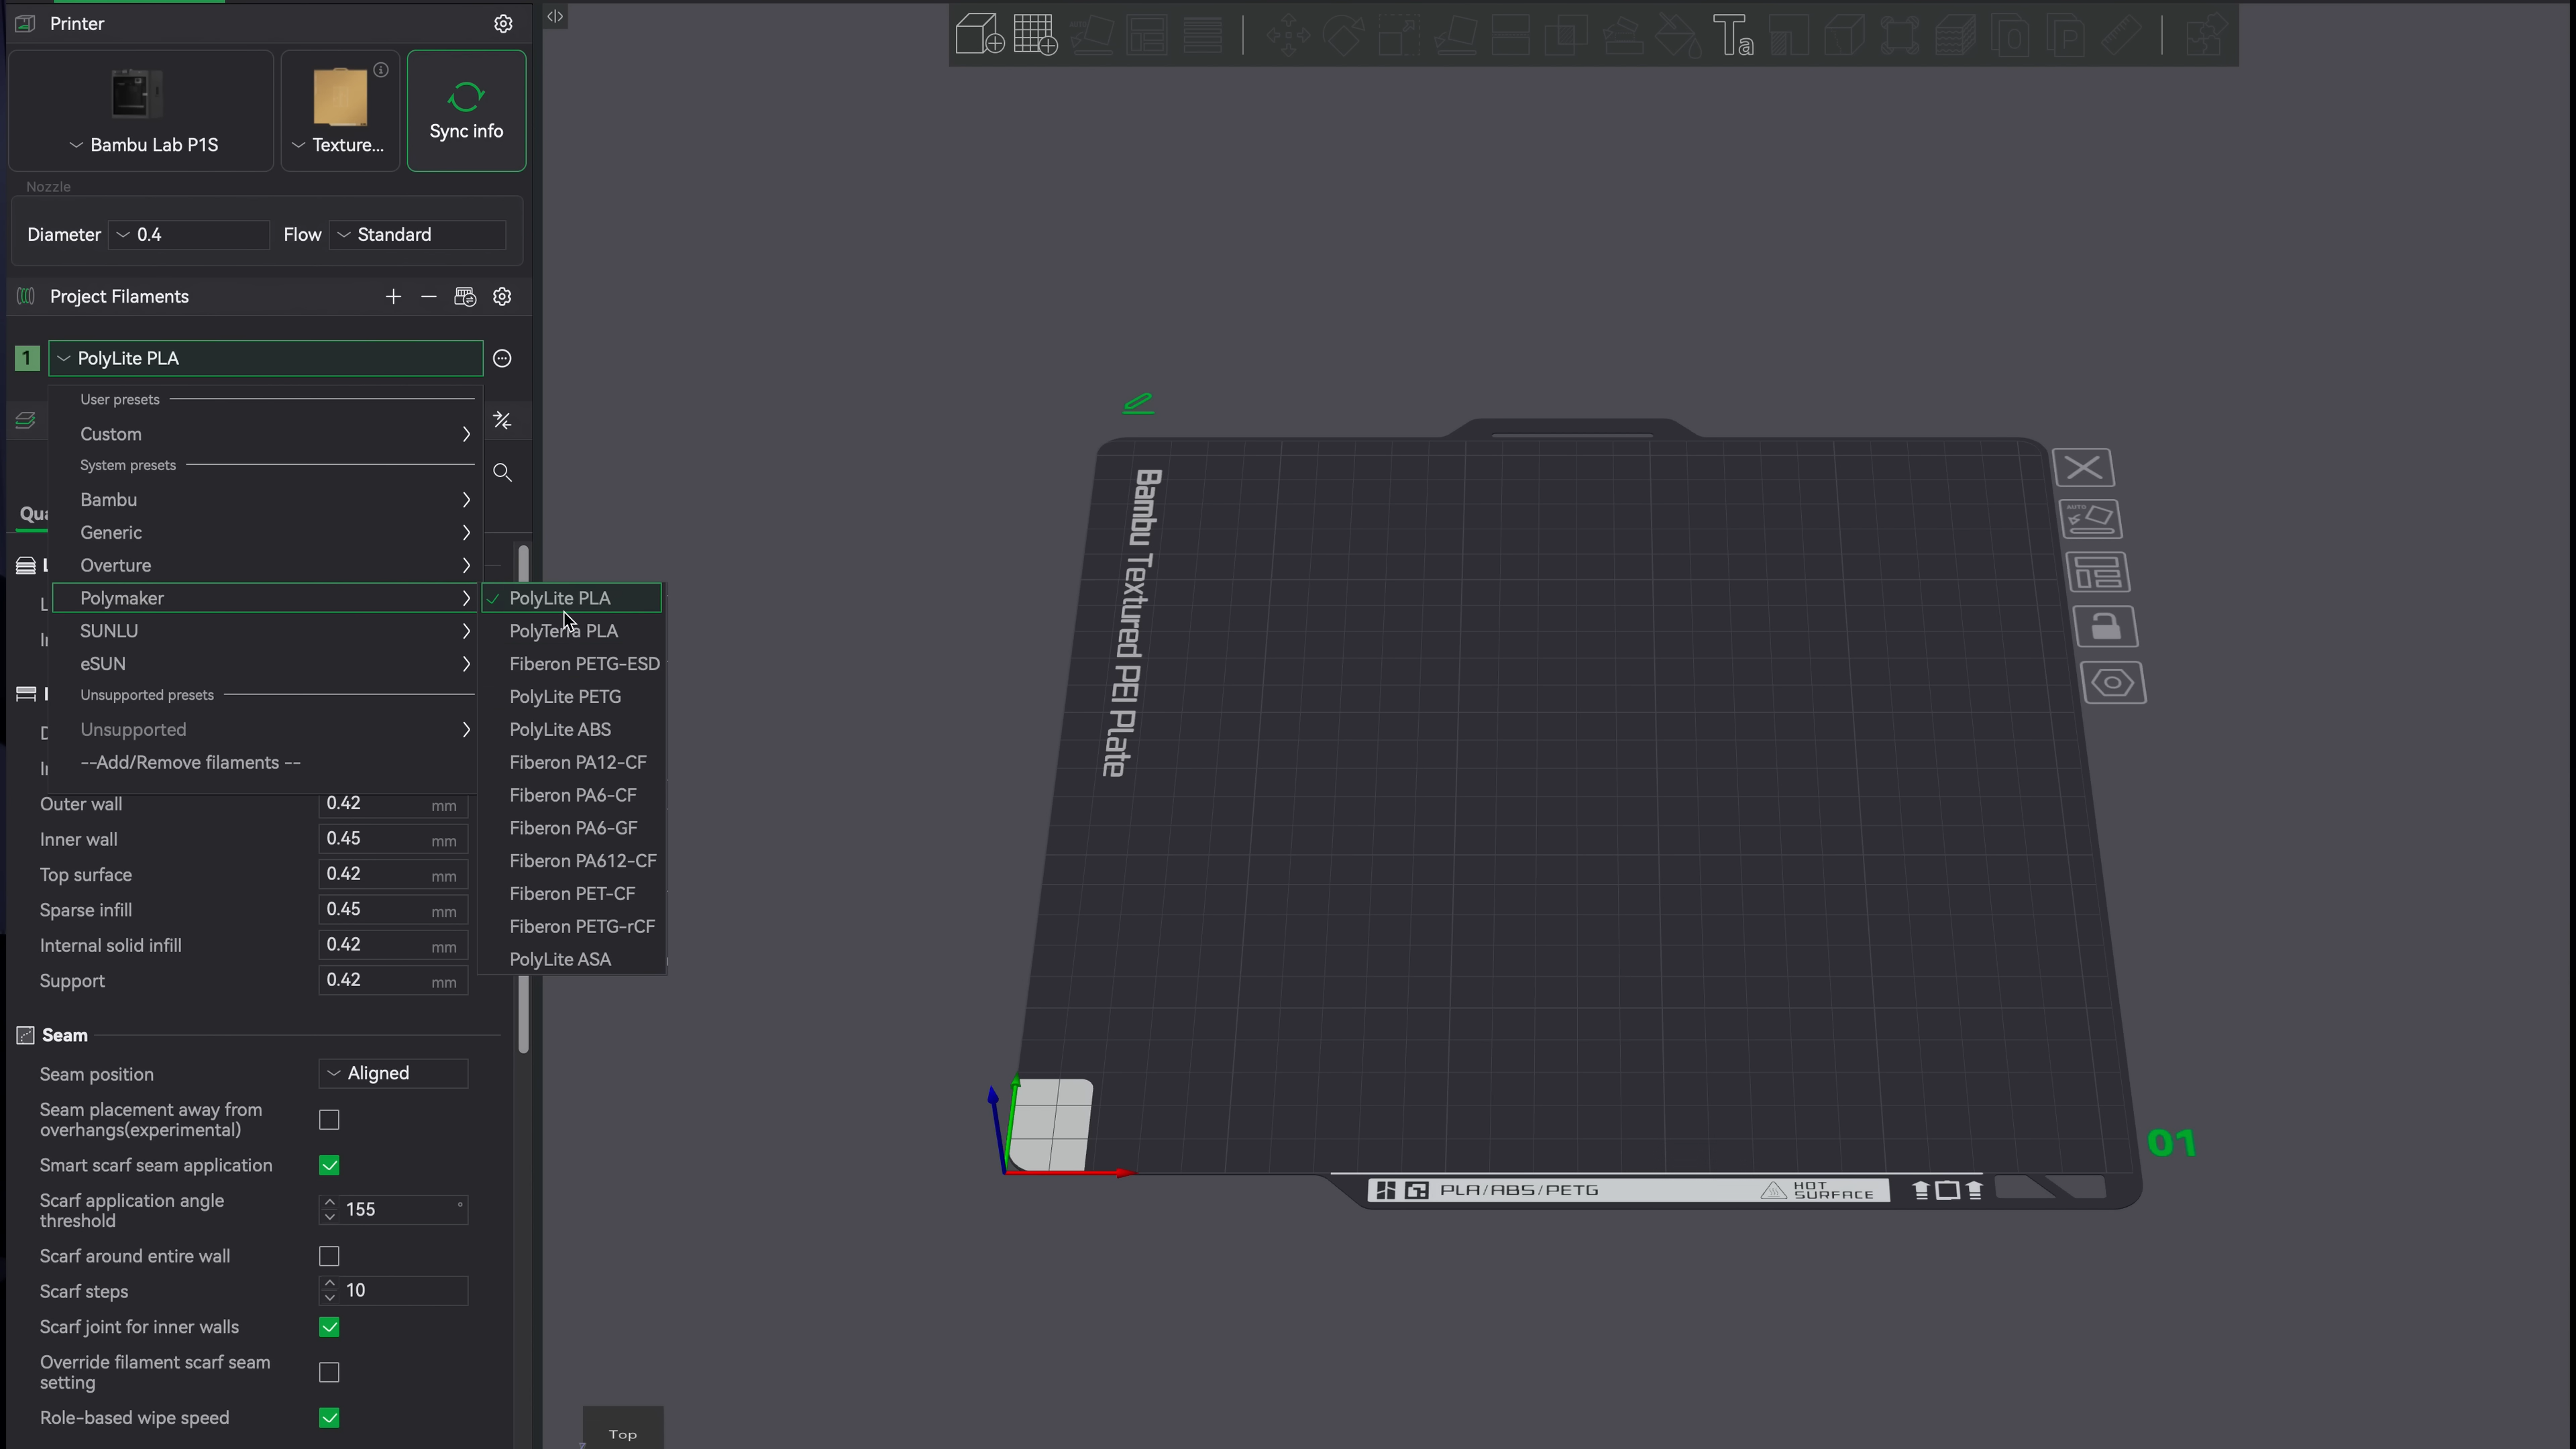 Printer
Bambu Lab P1S
Texture...
Sync info
Nozzle
Diameter 0.4 Flow Standard
Project Filaments
1 PolyLite PLA
User presets
Custom
System presets
Bambu
Generic
Overture
Polymaker
SUNLU
eSUN
Unsupported presets
Unsupported
--Add/Remove filaments --
PolyLite PLA
PolyTerra PLA
Fiberon PETG-ESD
PolyLite PETG
PolyLite ABS
Fiberon PA12-CF
Fiberon PA6-CF
Fiberon PA6-GF
Fiberon PA612-CF
Fiberon PET-CF
Fiberon PETG-rCF
PolyLite ASA
Qua
Outer wall 0.42 mm
Inner wall 0.45 mm
Top surface 0.42 mm
Sparse infill 0.45 mm
Internal solid infill 0.42 mm
Support 0.42 mm
Seam
Seam position Aligned
Seam placement away from
overhangs(experimental)
Smart scarf seam application
Scarf application angle
threshold 155 °
Scarf around entire wall
Scarf steps 10
Scarf joint for inner walls
Override filament scarf seam
setting
Role-based wipe speed
Ta
Bambu Textured PEI Plate
AUTO
01
PLA/ABS/PETG
HOT
SURFACE
Top